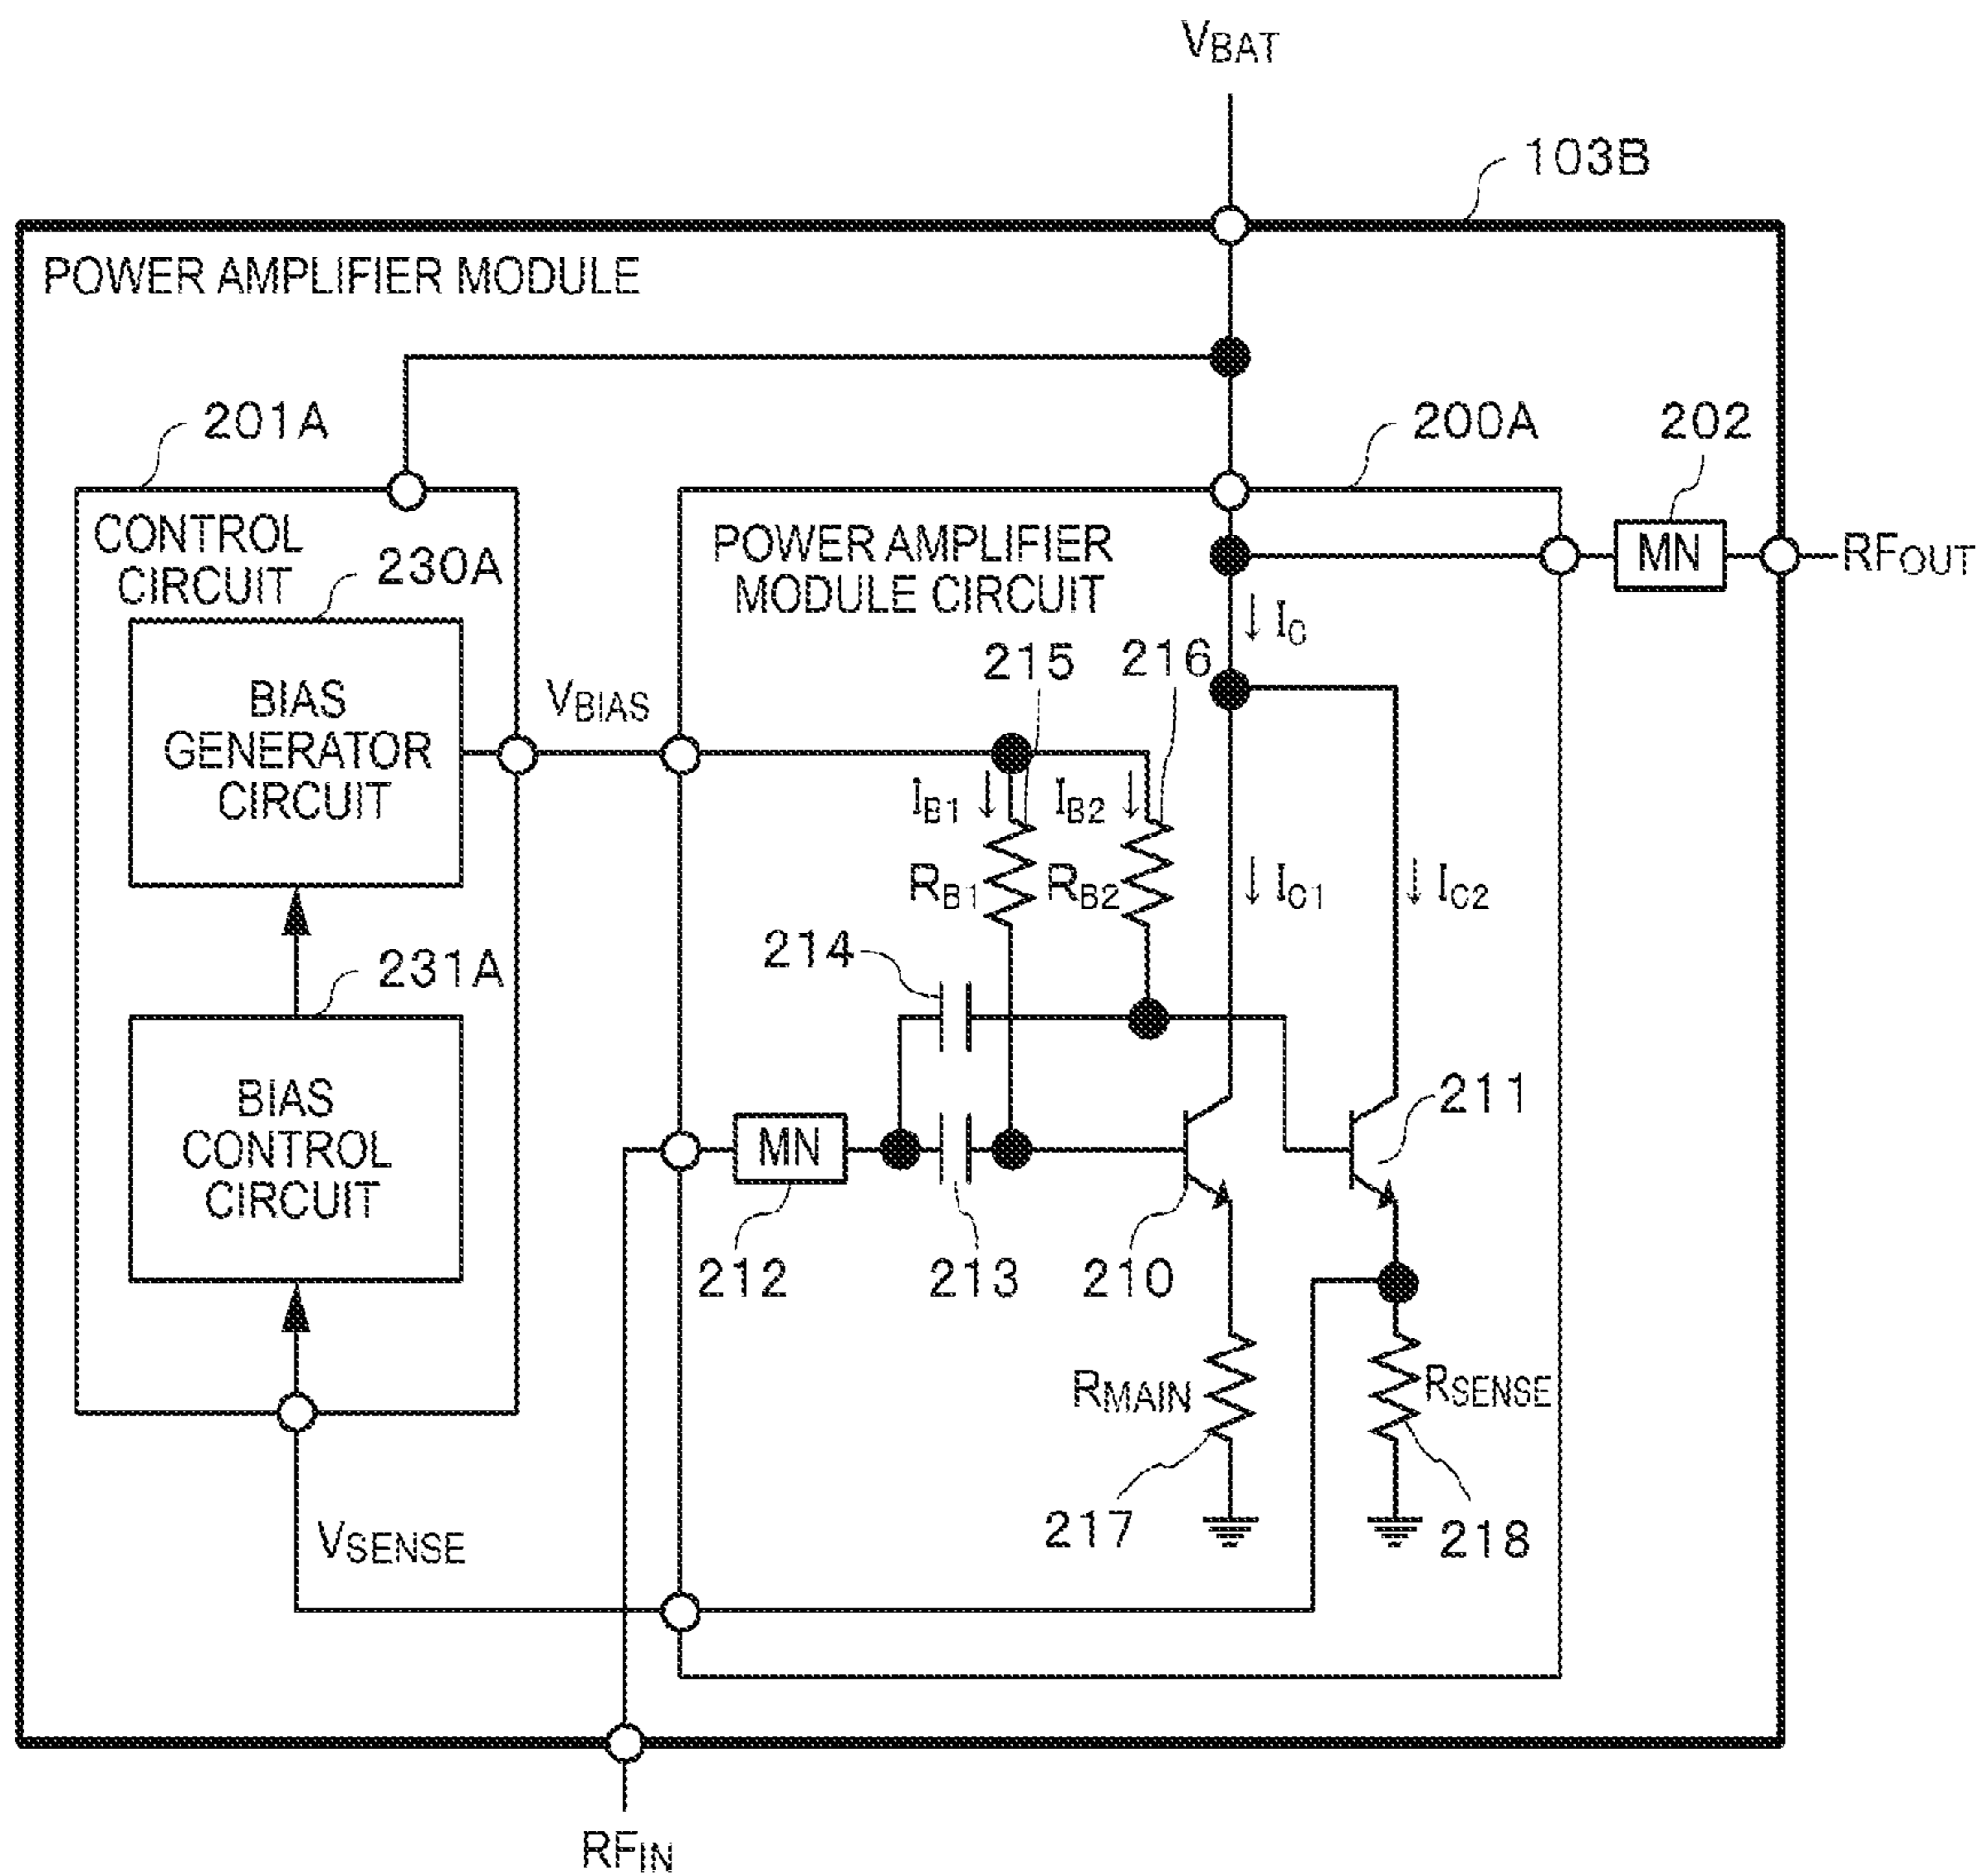 VBAT
103B
POWER AMPLIFIER MODULE
201A
200A
202
CONTROL
CIRCUIT
230A
POWER AMPLIFIER
MODULE CIRCUIT
MN
RFOUT
↓ IC
215
216
BIAS
GENERATOR
CIRCUIT
VBIAS
IB1 ↓
IB2 ↓
RB1
RB2
↓ IC1
↓ IC2
214
231A
BIAS
CONTROL
CIRCUIT
MN
211
212
213
210
RMAIN
RSENSE
217
218
VSENSE
RFIN